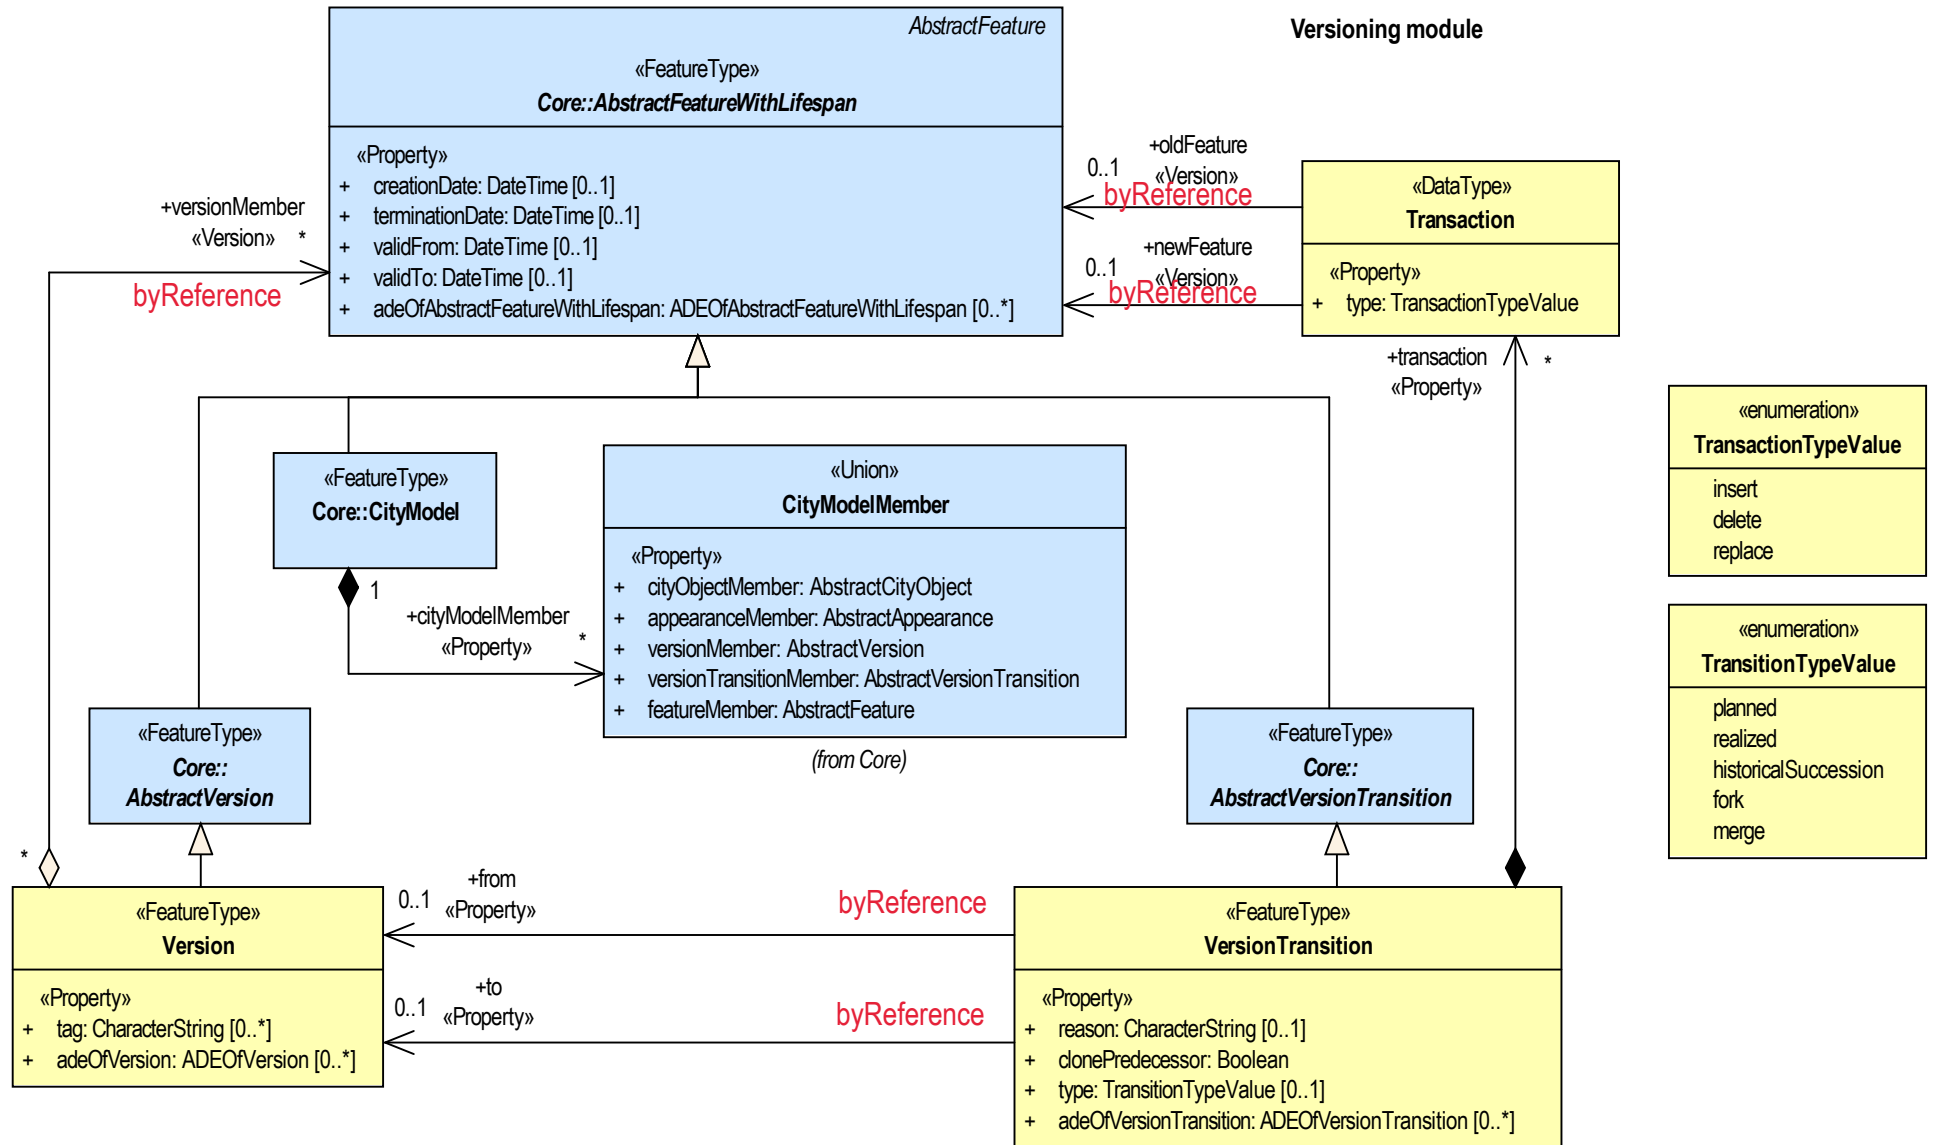 AbstractFeature
«FeatureType»
Core::AbstractFeatureWithLifespan
«Property»
+ creationDate: DateTime [0..1]
+ terminationDate: DateTime [0..1]
+ validFrom: DateTime [0..1]
+ validTo: DateTime [0..1]
+ adeOfAbstractFeatureWithLifespan: ADEOfAbstractFeatureWithLifespan [0..*]
Versioning module
+oldFeature
0..1 «Version»
byReference
+newFeature
0..1 «Version»
byReference
«DataType»
Transaction
«Property»
+ type: TransactionTypeValue
+versionMember
«Version» *
byReference
+transaction *
«Property»
«enumeration»
TransactionTypeValue
insert
delete
replace
«FeatureType»
Core::CityModel
1
+cityModelMember
«Property» *
«Union»
CityModelMember
«Property»
+ cityObjectMember: AbstractCityObject
+ appearanceMember: AbstractAppearance
+ versionMember: AbstractVersion
+ versionTransitionMember: AbstractVersionTransition
+ featureMember: AbstractFeature
(from Core)
«enumeration»
TransitionTypeValue
planned
realized
historicalSuccession
fork
merge
«FeatureType»
Core::
AbstractVersion
«FeatureType»
Core::
AbstractVersionTransition
*
«FeatureType»
Version
«Property»
+ tag: CharacterString [0..*]
+ adeOfVersion: ADEOfVersion [0..*]
+from
0..1 «Property»
byReference
+to
0..1 «Property»
byReference
«FeatureType»
VersionTransition
«Property»
+ reason: CharacterString [0..1]
+ clonePredecessor: Boolean
+ type: TransitionTypeValue [0..1]
+ adeOfVersionTransition: ADEOfVersionTransition [0..*]